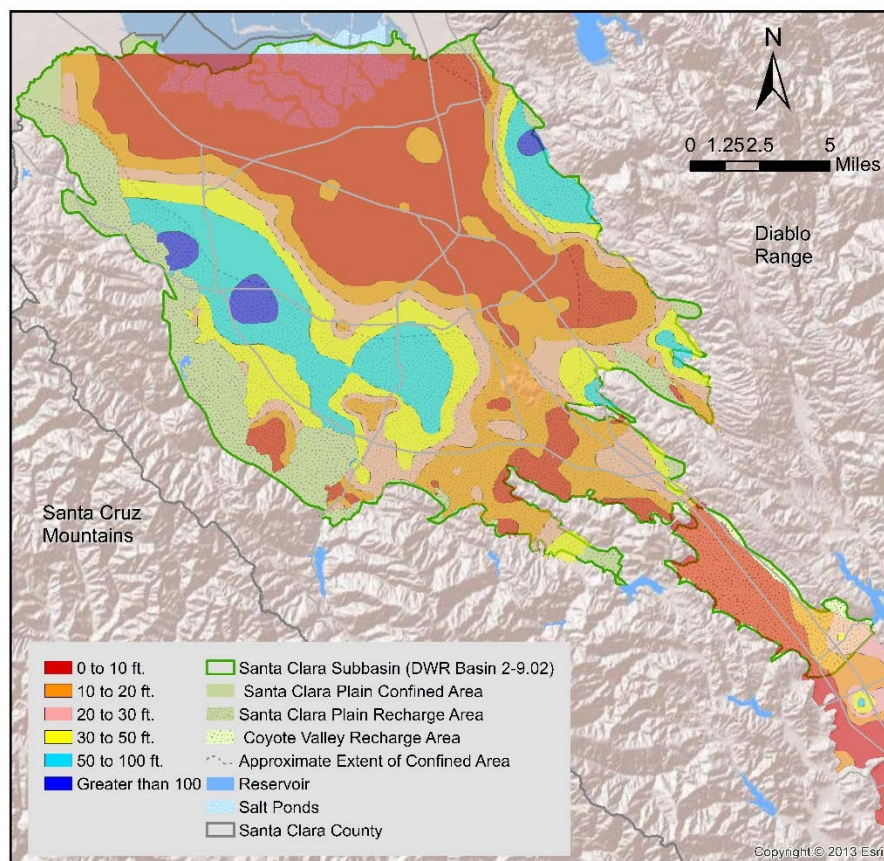 N
0 1.25 2.5 5
Miles
Diablo
Range
Santa Cruz
Mountains
0 to 10 ft.
10 to 20 ft.
20 to 30 ft.
30 to 50 ft.
50 to 100 ft.
Greater than 100
Santa Clara Subbasin (DWR Basin 2-9.02)
Santa Clara Plain Confined Area
Santa Clara Plain Recharge Area
Coyote Valley Recharge Area
Approximate Extent of Confined Area
Reservoir
Salt Ponds
Santa Clara County
Copyright:© 2013 Esri